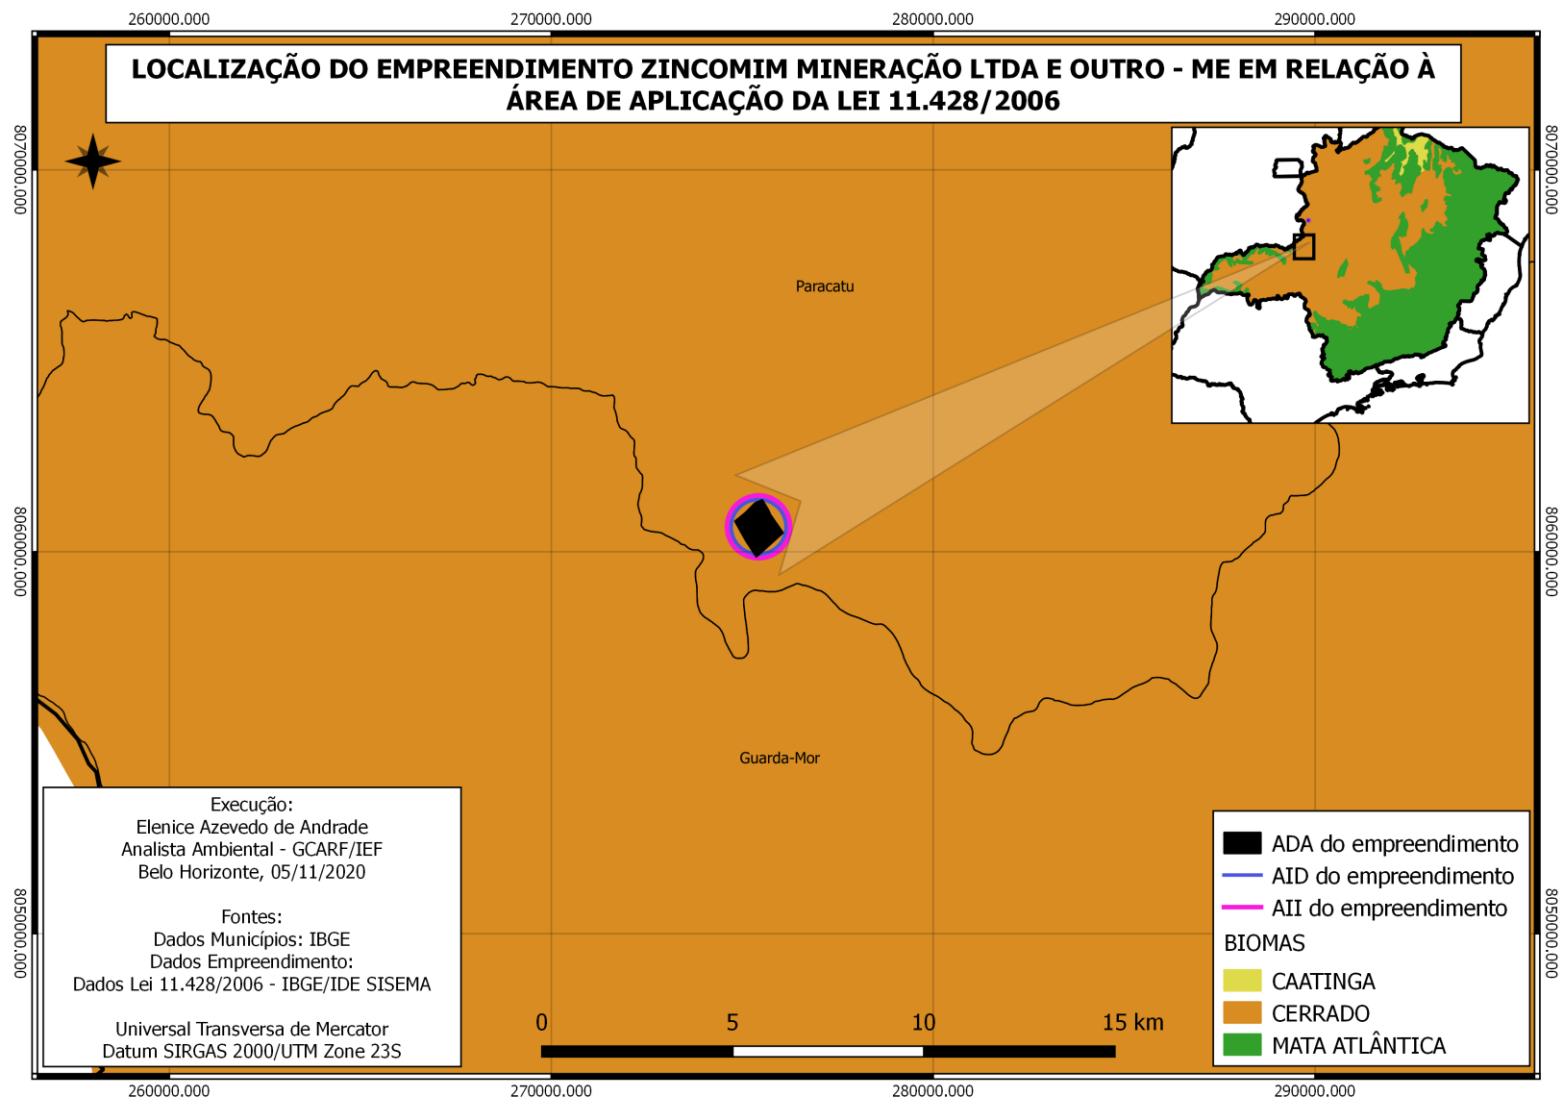 260000.000
270000.000
280000.000
290000.000
LOCALIZAÇÃO DO EMPREENDIMENTO ZINCOMIM MINERAÇÃO LTDA E OUTRO - ME EM RELAÇÃO À
ÁREA DE APLICAÇÃO DA LEI 11.428/2006
8070000.000
8070000.000
Paracatu
8060000.000
8060000.000
Guarda-Mor
Execução:
Elenice Azevedo de Andrade
Analista Ambiental - GCARF/IEF
Belo Horizonte, 05/11/2020
Fontes:
Dados Municípios: IBGE
Dados Empreendimento:
Dados Lei 11.428/2006 - IBGE/IDE SISEMA
Universal Transversa de Mercator
Datum SIRGAS 2000/UTM Zone 23S
8050000.000
8050000.000
0 5 10 15 km
ADA do empreendimento
AID do empreendimento
AII do empreendimento
BIOMAS
CAATINGA
CERRADO
MATA ATLÂNTICA
260000.000
270000.000
280000.000
290000.000